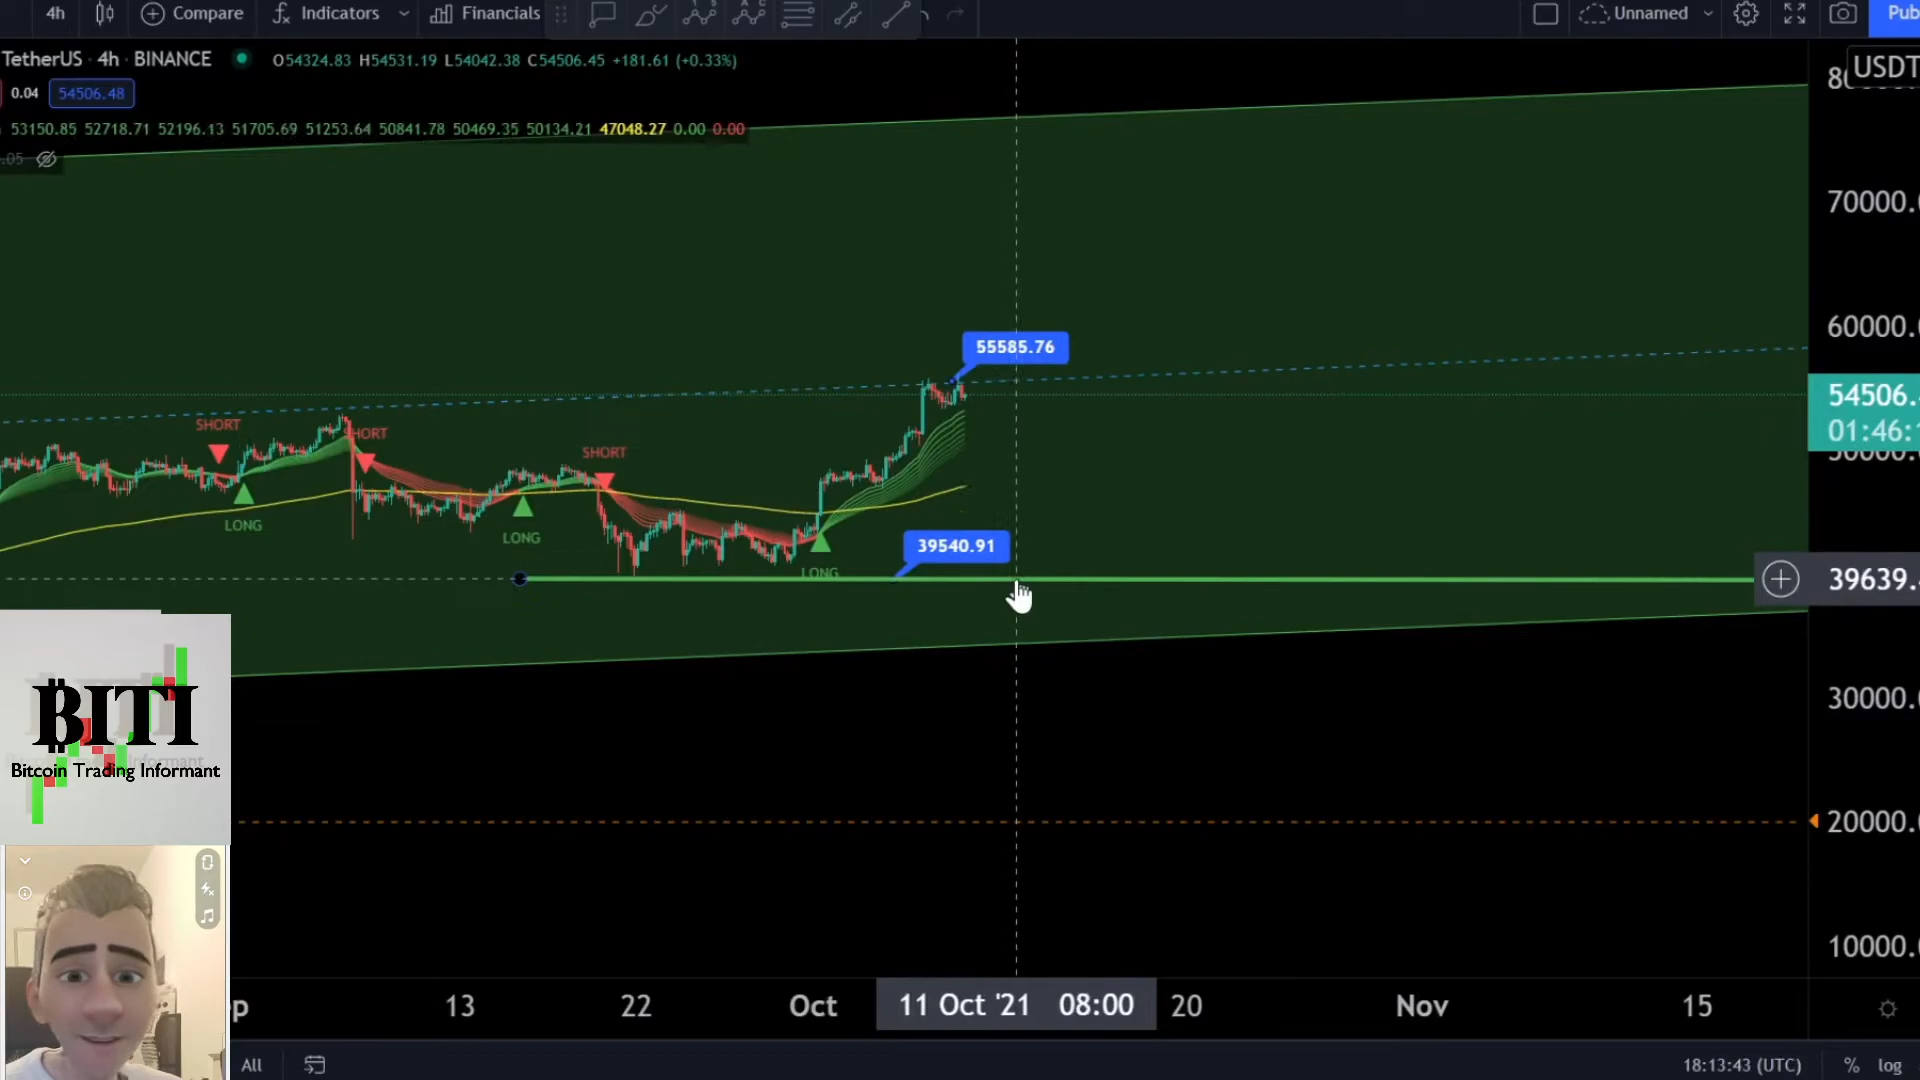 4h Compare Indicators Financials Unnamed Pub
TetherUS · 4h · BINANCE O54324.83 H54531.19 L54042.38 C54506.45 +181.61 (+0.33%)
USDT
0.04 54506.48
53150.85 52718.71 52196.13 51705.69 51253.64 50841.78 50469.35 50134.21 47048.27 0.00 0.00
.05
70000.0
60000.0
55585.76
54506.
01:46:
SHORT
SHORT
SHORT
LONG
LONG
LONG
39540.91
39639.
30000.0
20000.0
10000.0
BITI
Bitcoin Trading Informant
ep 13 22 Oct 11 Oct '21 08:00 20 Nov 15
All 18:13:43 (UTC) % log